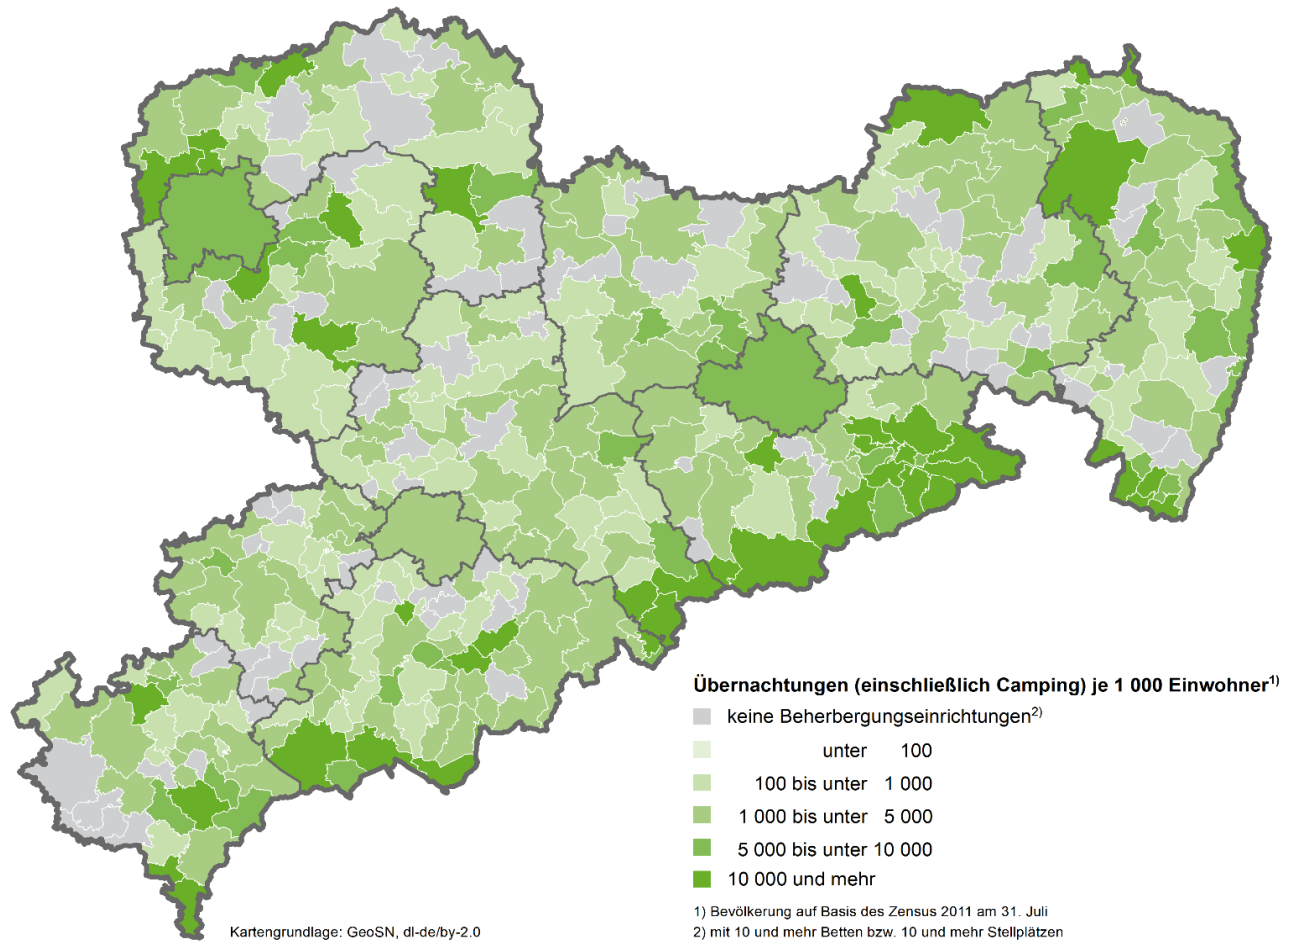 Übernachtungen (einschließlich Camping) je 1 000 Einwohner1)
keine Beherbergungseinrichtungen2)
unter 100
100 bis unter 1 000
1 000 bis unter 5 000
5 000 bis unter 10 000
10 000 und mehr
1) Bevölkerung auf Basis des Zensus 2011 am 31. Juli
Kartengrundlage: GeoSN, dl-de/by-2.0
2) mit 10 und mehr Betten bzw. 10 und mehr Stellplätzen